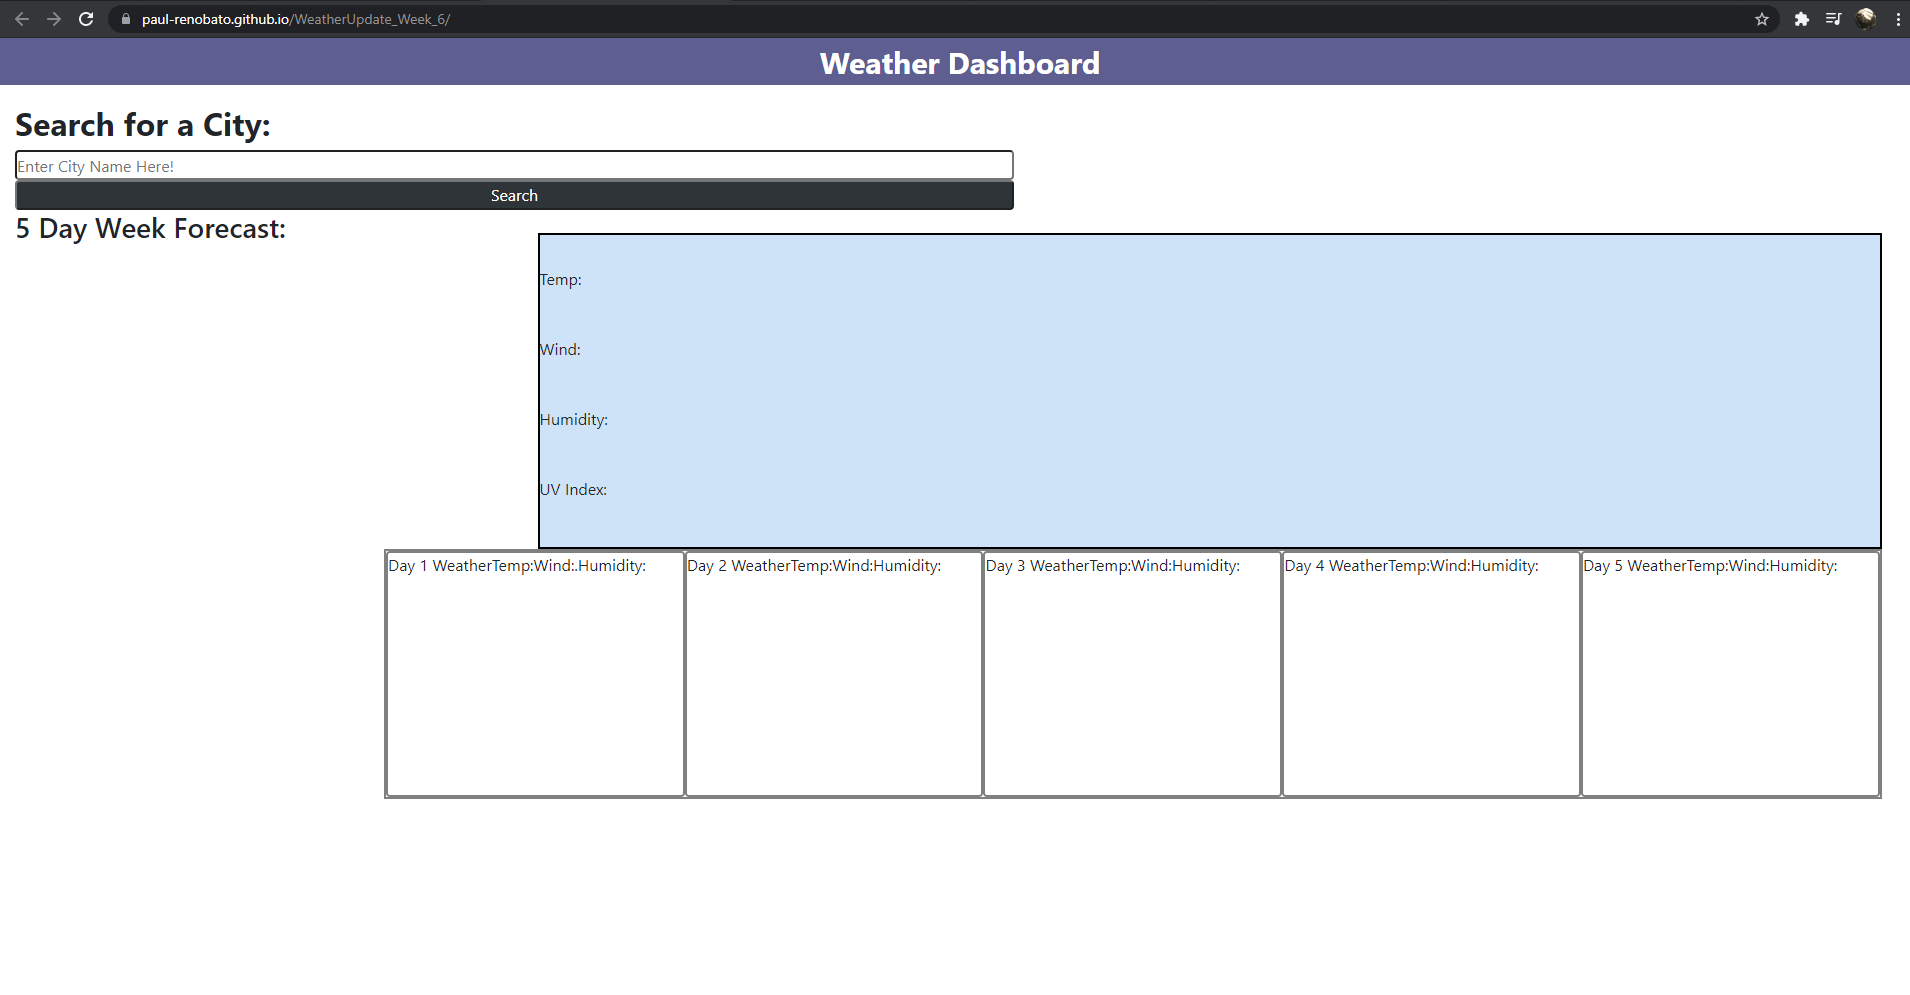 paul-renobato.github.io/WeatherUpdate_Week_6/
Weather Dashboard
Search for a City:
Enter City Name Here!
Search
5 Day Week Forecast:
Temp:
Wind:
Humidity:
UV Index:
Day 1 WeatherTemp:Wind:.Humidity:
Day 2 WeatherTemp:Wind:Humidity:
Day 3 WeatherTemp:Wind:Humidity:
Day 4 WeatherTemp:Wind:Humidity:
Day 5 WeatherTemp:Wind:Humidity: